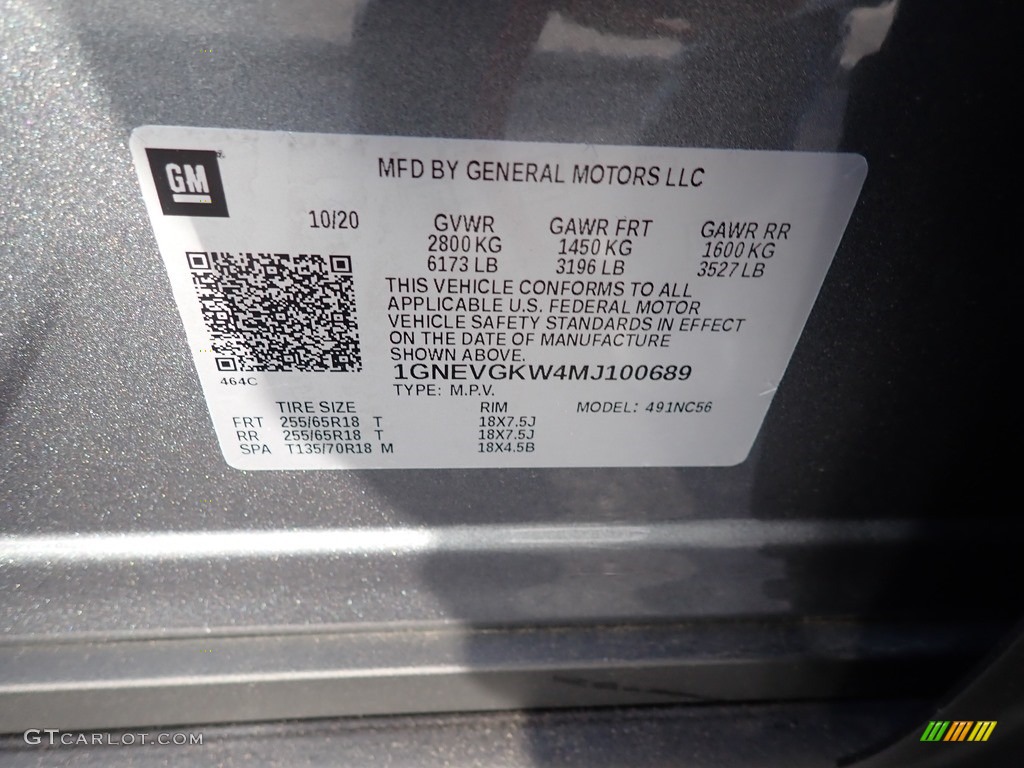 GM
MFD BY GENERAL MOTORS LLC
10/20
GVWR GAWR FRT GAWR RR
2800 KG 1450 KG 1600 KG
6173 LB 3196 LB 3527 LB
THIS VEHICLE CONFORMS TO ALL
APPLICABLE U.S. FEDERAL MOTOR
VEHICLE SAFETY STANDARDS IN EFFECT
ON THE DATE OF MANUFACTURE
SHOWN ABOVE.
1GNEVGKW4MJ100689
464C
TYPE: M.P.V.
TIRE SIZE RIM MODEL: 491NC56
FRT 255/65R18 T 18X7.5J
RR 255/65R18 T 18X7.5J
SPA T135/70R18 M 18X4.5B
GTCARLOT.COM